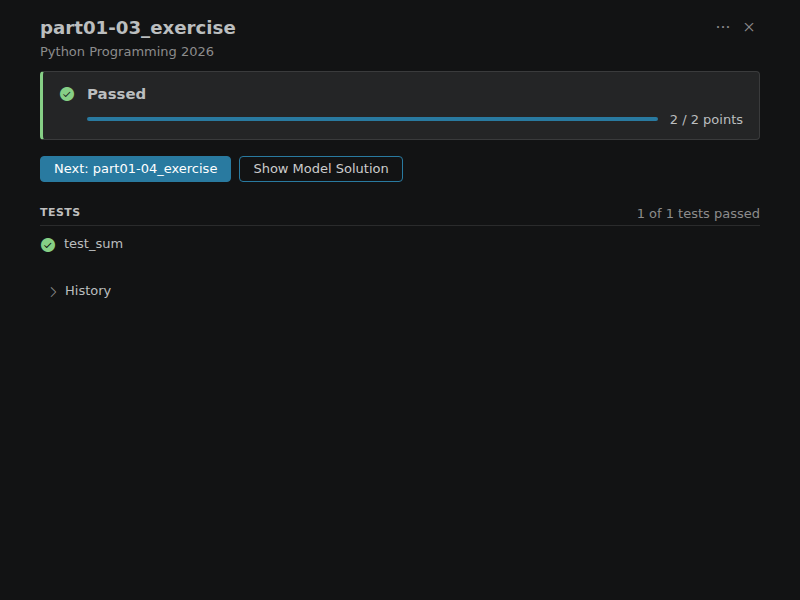 part01-03_exercise
Python Programming 2026
Passed
2 / 2 points
Next: part01-04_exercise
Show Model Solution
TESTS
1 of 1 tests passed
test_sum
History